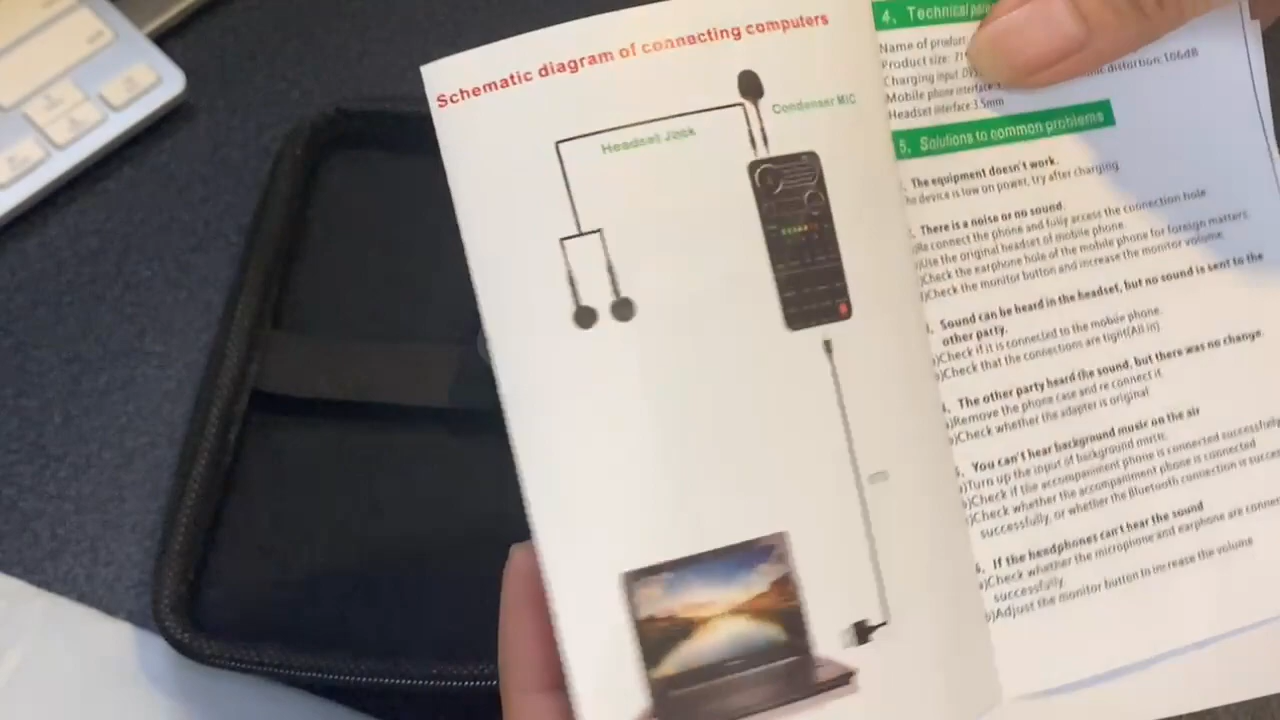 Schematic diagram of connecting computers
Condenser MIC
Headset Jock
4、Technical
Name of product:
Product size:
Charging input
Mobile phone interface:
distortion: 106dB
Headset interface: 3.5mm
5、Solutions to common problems
The equipment doesn't work.
device is low on power, try after charging
There is a noise or no sound.
connect the phone and fully access the connection hole
Use the original headset of mobile phone
)Check the earphone hole of the mobile phone for foreign matters.
)Check the monitor button and increase the monitor volume
Sound can be heard in the headset, but no sound is sent to the
other party.
)Check if it is connected to the mobile phone.
)Check that the connections are tight(All in)
The other party heard the sound, but there was no change.
)Remove the phone case and re connect it.
)Check whether the adapter is original
You can't hear background music on the air
)Turn up the input of background music.
)Check if the accompaniment phone is connected successfully
)Check whether the accompaniment phone is connected
successfully, or whether the Bluetooth connection is
If the headphones can't hear the sound
)Check whether the microphone and earphone are
successfully.
b)Adjust the monitor button to increase the volume